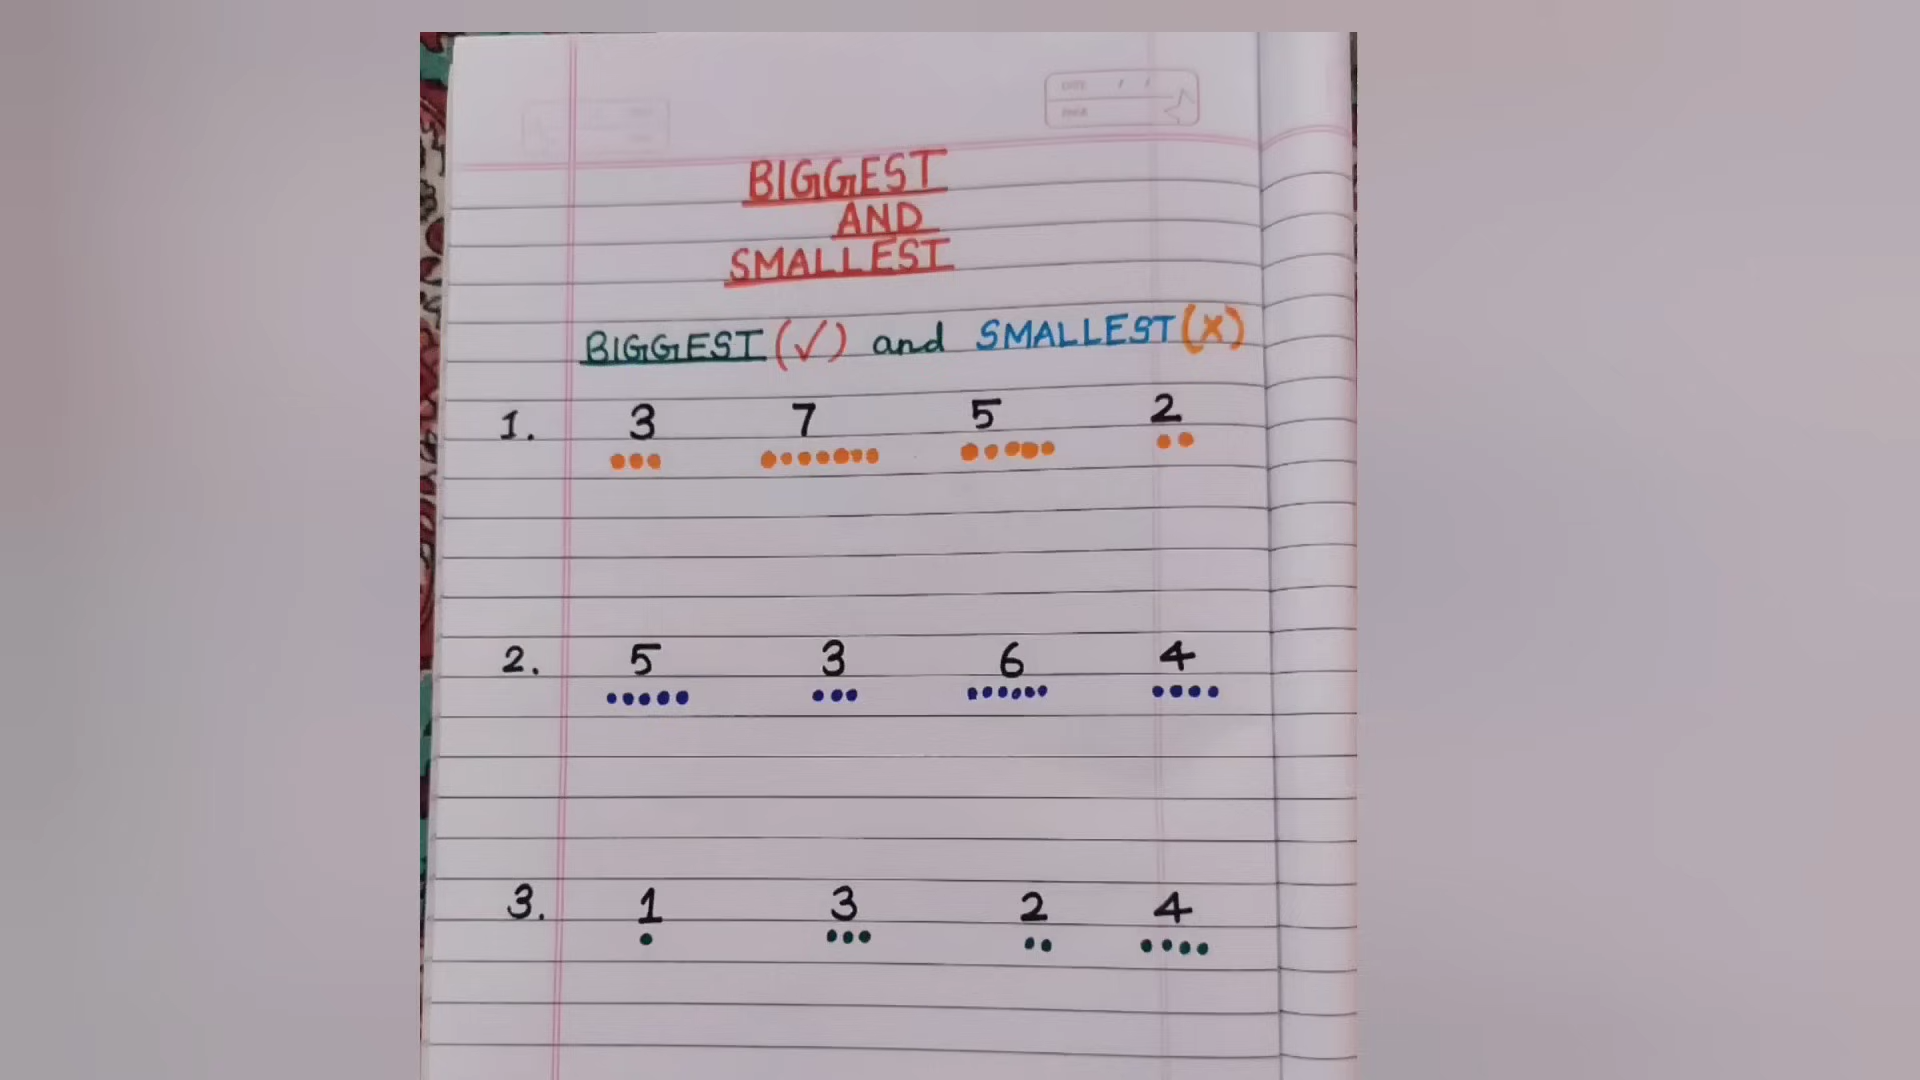 DATE / /
BIGGEST
AND
SMALLEST
BIGGEST (✓) and SMALLEST (x)
1. 3 7 5 2
2. 5 3 6 4
3. 1 3 2 4